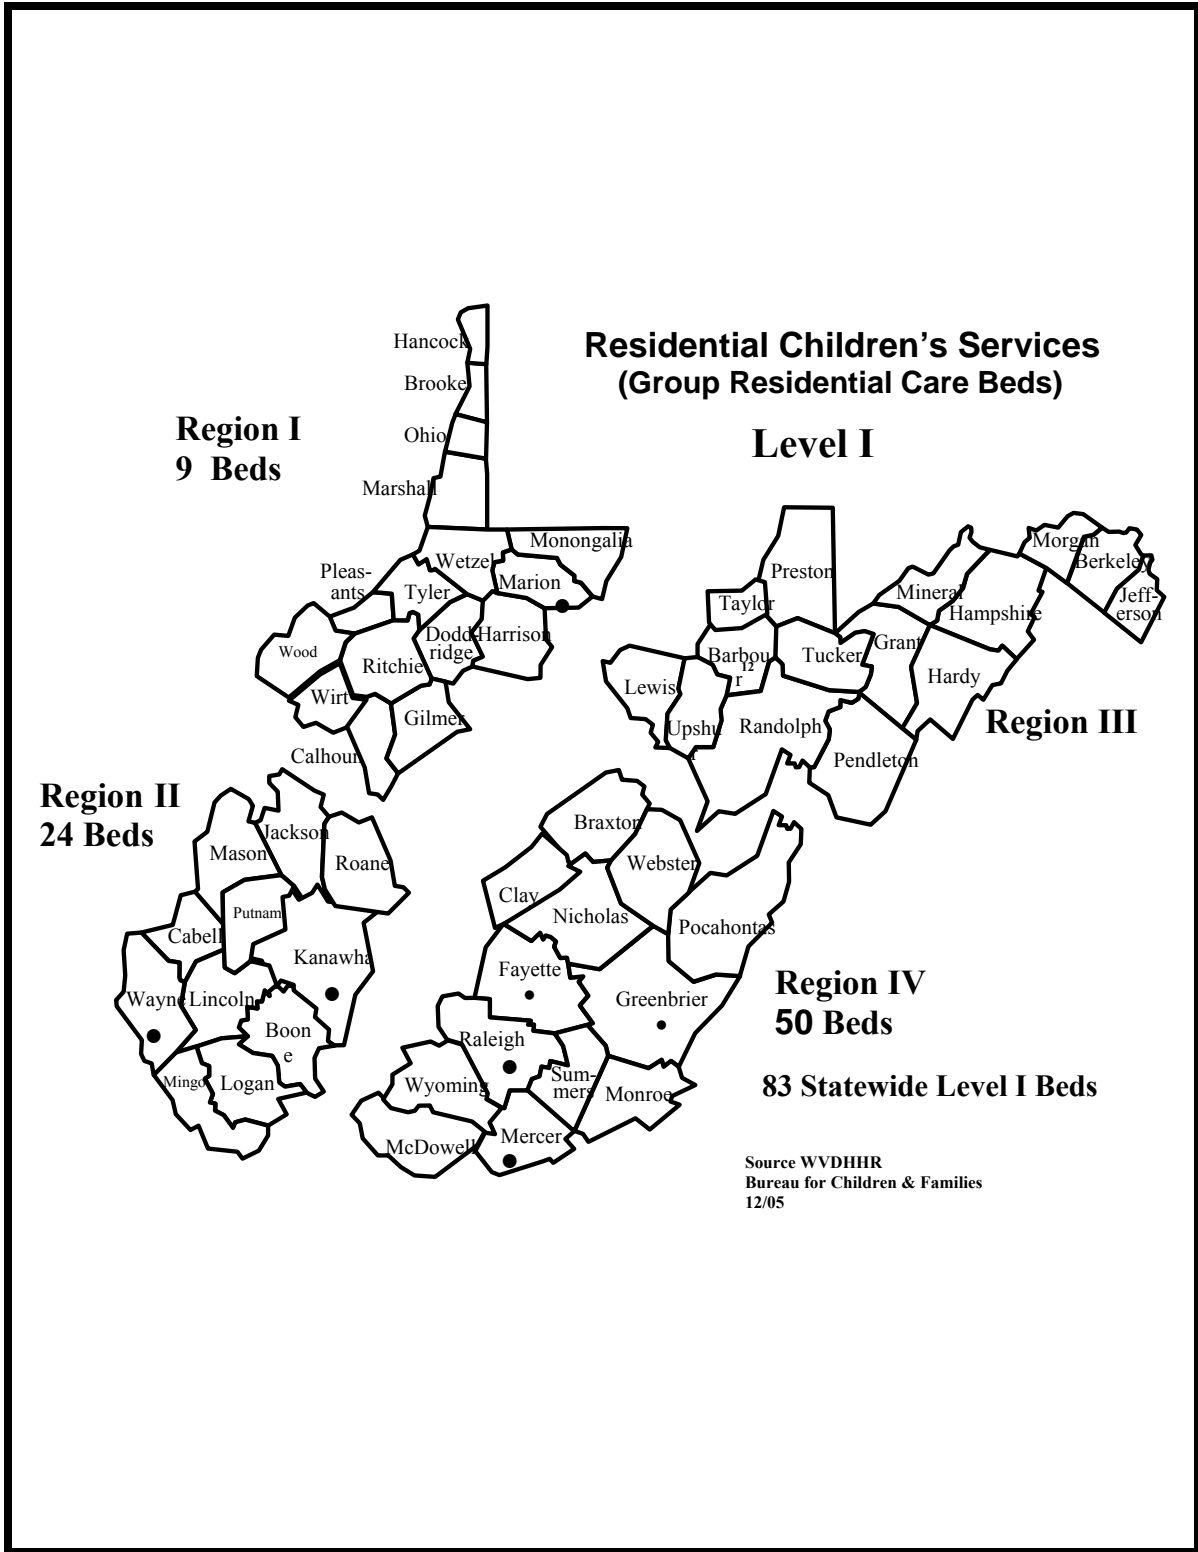 Hancock
Residential Children’s Services
(Group Residential Care Beds)
Level I
Brooke
Region I
9 Beds
Ohio
Marshall
Monongalia
Wetzel
Marion
Pleas-
ants
Tyler
Dodd
ridge
Harrison
Wood
Ritchie
Wirt
Gilmer
Calhoun
Preston
Taylor
Barbou
r
12
Tucker
Lewis
Upshu
r
Randolph
Grant
Mineral
Hampshire
Morgan
Berkeley
Jeff-
erson
Hardy
Pendleton
Region III
Region II
24 Beds
Jackson
Mason
Roane
Putnam
Cabell
Kanawha
Wayne
Lincoln
Boon
e
Mingo
Logan
Braxton
Webster
Clay
Nicholas
Pocahontas
Fayette
Greenbrier
Raleigh
Sum-
mers
Monroe
Wyoming
McDowell
Mercer
Region IV
50 Beds
83 Statewide Level I Beds
Source WVDHHR
Bureau for Children & Families
12/05